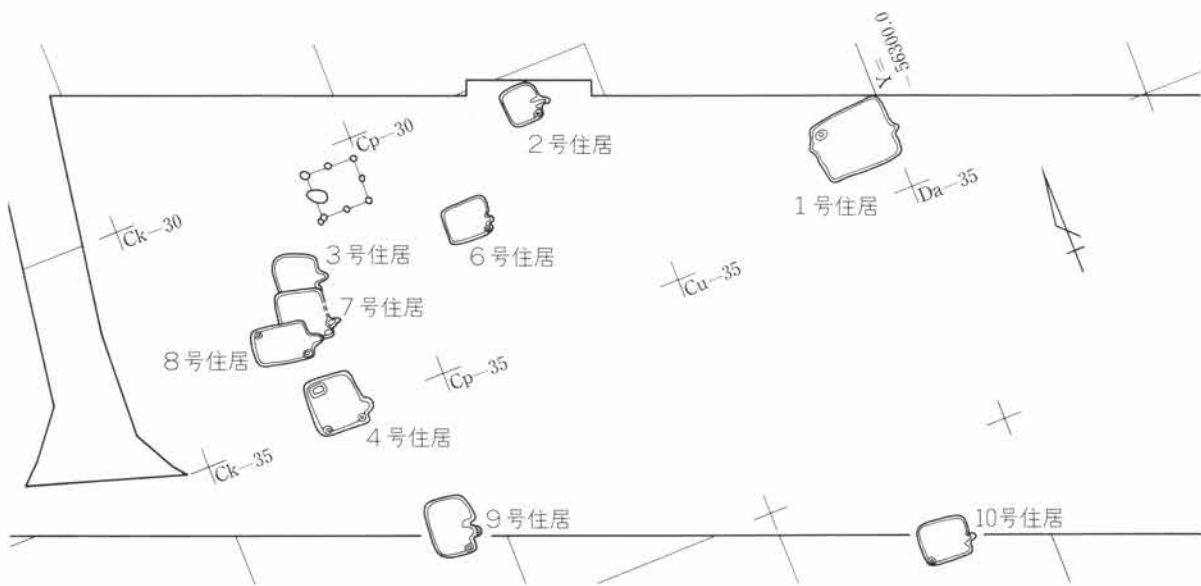 Y = −56300.0
Cp—30
2号住居
1号住居
Da—35
Ck—30
3号住居
6号住居
7号住居
Cu—35
8号住居
Cp—35
4号住居
Ck—35
9号住居
10号住居